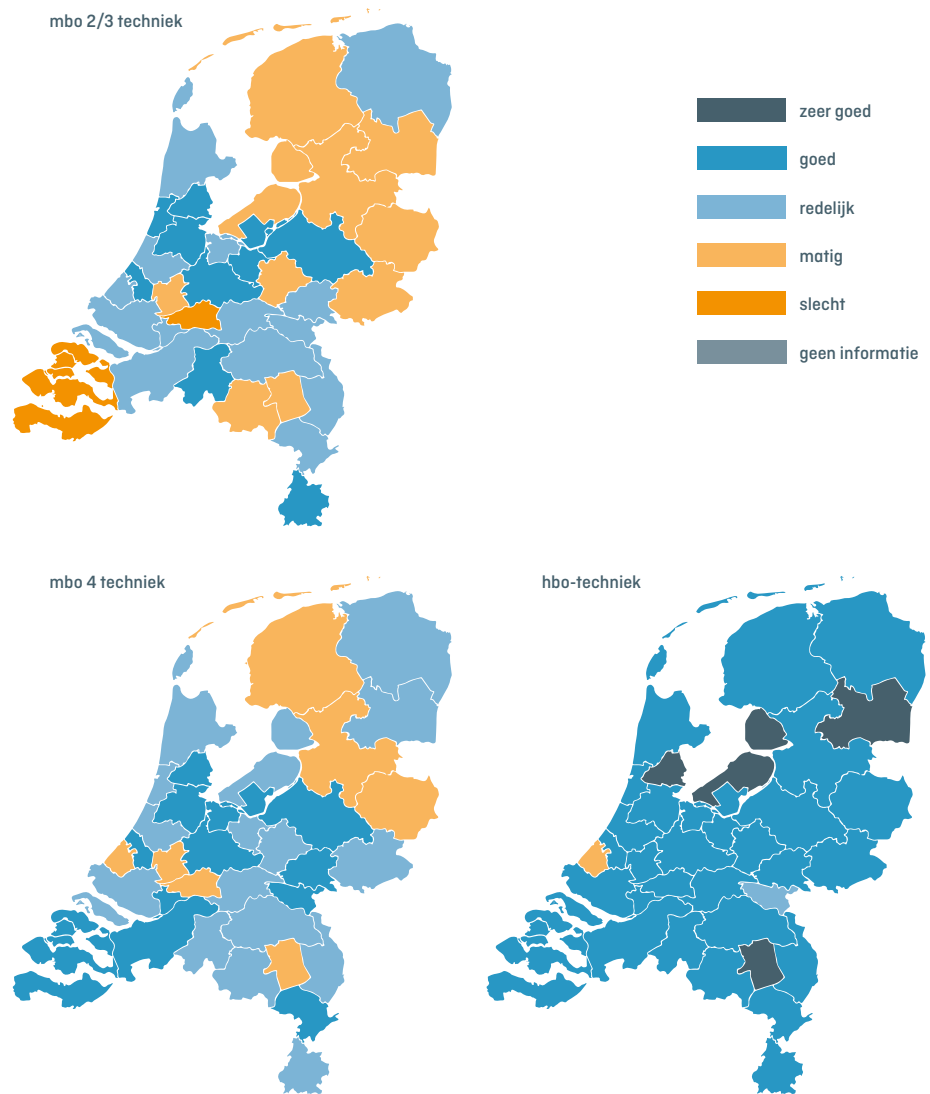 mbo 2/3 techniek
zeer goed
goed
redelijk
matig
slecht
geen informatie
mbo 4 techniek
hbo-techniek